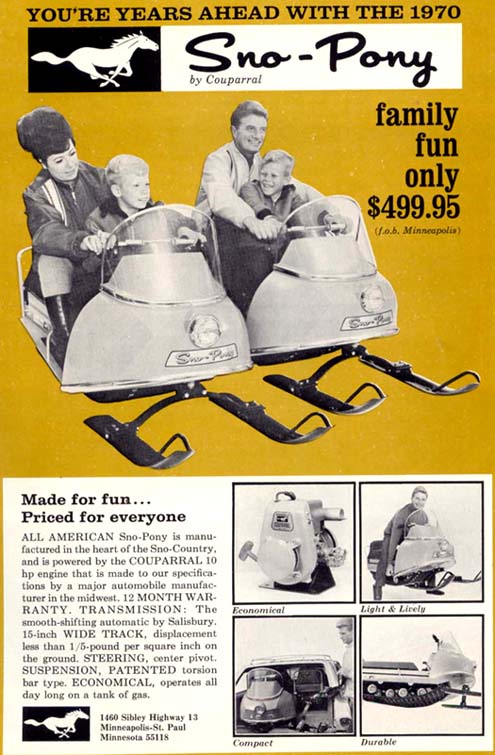 YOU'RE YEARS AHEAD WITH THE 1970
Sno-Pony
by Couparral
family
fun
only
$499.95
(f.o.b. Minneapolis)
Sno-Pony
Sno-Pony
Made for fun...
Priced for everyone
ALL AMERICAN Sno-Pony is manu-
factured in the heart of the Sno-Country,
and is powered by the COUPARRAL 10
hp engine that is made to our specifica-
tions by a major automobile manufac-
turer in the midwest. 12 MONTH WAR-
RANTY. TRANSMISSION: The
smooth-shifting automatic by Salisbury.
15-inch WIDE TRACK, displacement
less than 1/5-pound per square inch on
the ground. STEERING, center pivot.
SUSPENSION, PATENTED torsion
bar type. ECONOMICAL, operates all
day long on a tank of gas.
1460 Sibley Highway 13
Minneapolis-St. Paul
Minnesota 55118
Economical
Light & Lively
Compact
Durable